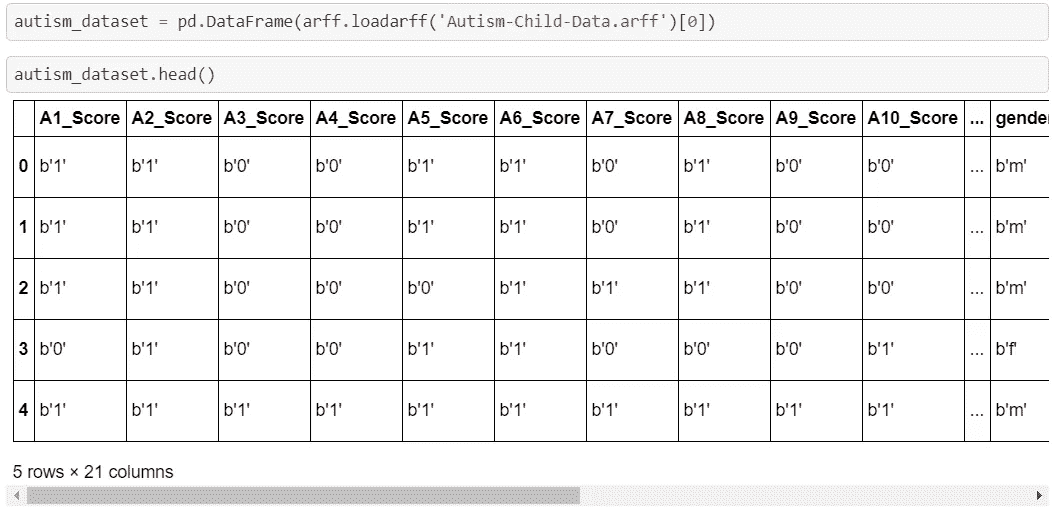 autism_dataset = pd.DataFrame(arff.loadarff('Autism-Child-Data.arff')[0])
autism_dataset.head()
A1_Score A2_Score A3_Score A4_Score A5_Score A6_Score A7_Score A8_Score A9_Score A10_Score ... gender
0 b'1' b'1' b'0' b'0' b'1' b'1' b'0' b'1' b'0' b'0' ... b'm'
1 b'1' b'1' b'0' b'0' b'1' b'1' b'0' b'1' b'0' b'0' ... b'm'
2 b'1' b'1' b'0' b'0' b'0' b'1' b'1' b'1' b'0' b'0' ... b'm'
3 b'0' b'1' b'0' b'0' b'1' b'1' b'0' b'0' b'0' b'1' ... b'f'
4 b'1' b'1' b'1' b'1' b'1' b'1' b'1' b'1' b'1' b'1' ... b'm'
5 rows × 21 columns